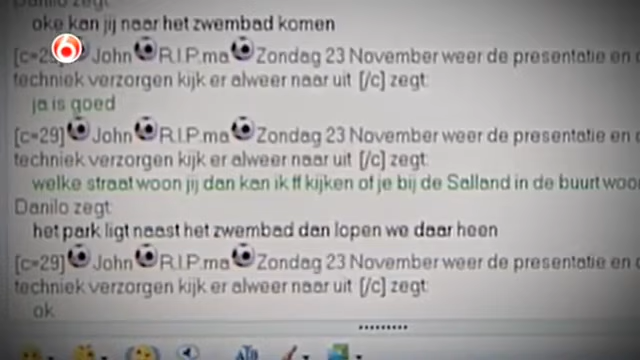 Danilo zegt
oke kan jij naar het zwembad komen
[c=29] John R.I.P.ma Zondag 23 November weer de presentatie en
techniek verzorgen kijk er alweer naar uit [/c] zegt:
ja is goed
[c=29] John R.I.P.ma Zondag 23 November weer de presentatie en
techniek verzorgen kijk er alweer naar uit [/c] zegt:
welke straat woon jij dan kan ik ff kijken of je bij de Salland in de buurt woo
Danilo zegt:
het park ligt naast het zwembad dan lopen we daar heen
[c=29] John R.I.P.ma Zondag 23 November weer de presentatie en
techniek verzorgen kijk er alweer naar uit [/c] zegt:
ok